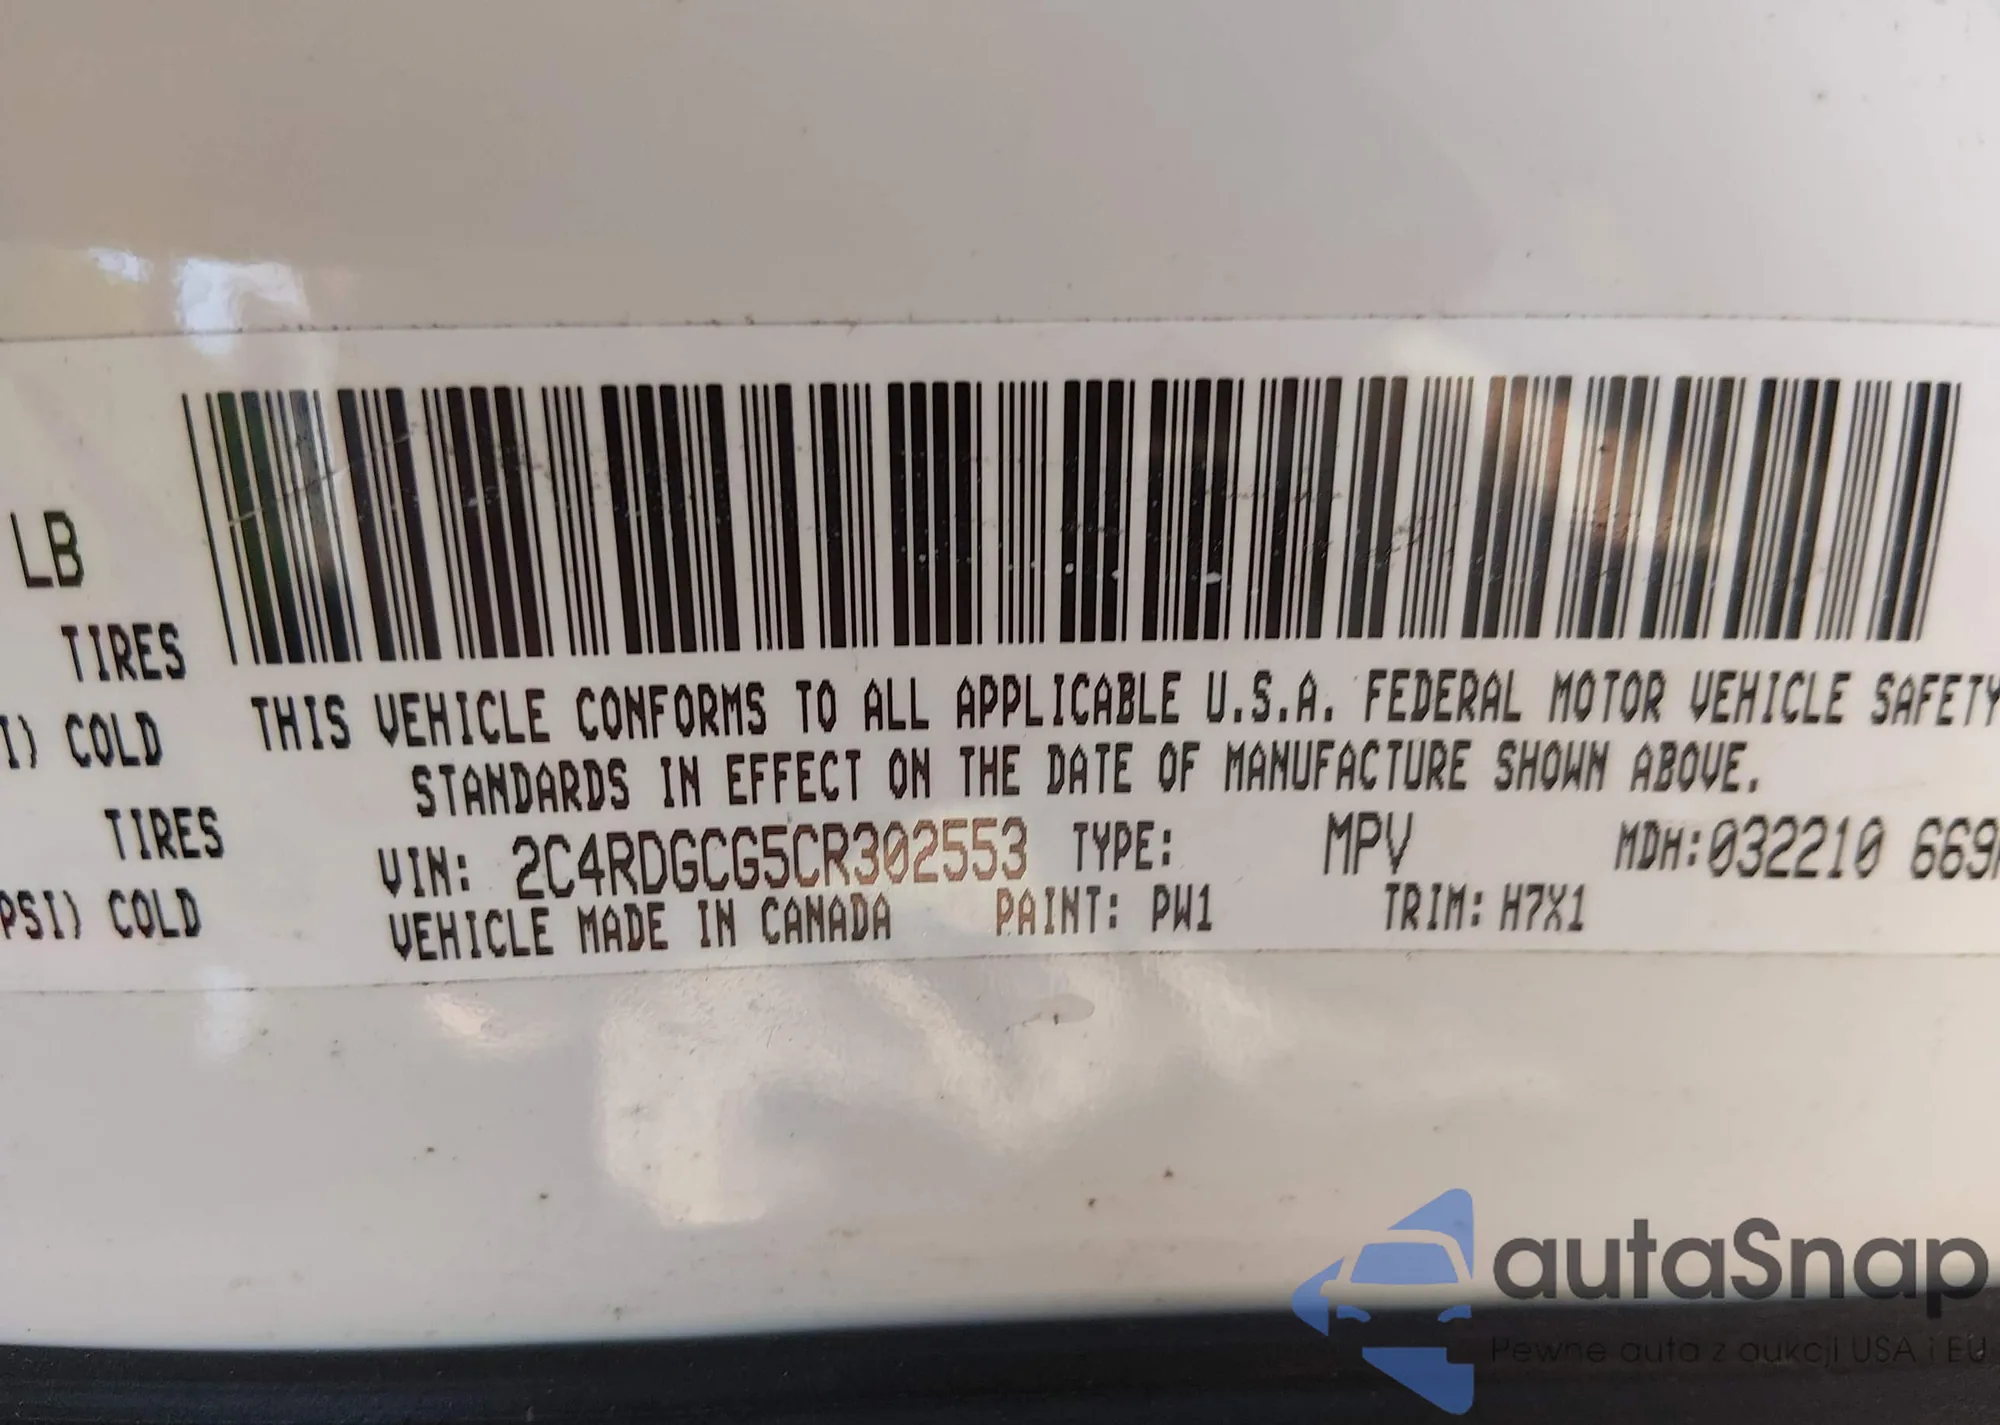 LB
TIRES
I) COLD
TIRES
PSI) COLD
THIS VEHICLE CONFORMS TO ALL APPLICABLE U.S.A. FEDERAL MOTOR VEHICLE SAFETY
STANDARDS IN EFFECT ON THE DATE OF MANUFACTURE SHOWN ABOVE.
VIN: 2C4RDGCG5CR302553 TYPE: MPV MDH:032210 669
VEHICLE MADE IN CANADA PAINT: PW1 TRIM: H7X1
autaSnap
Pewne auta z aukcji USA i EU